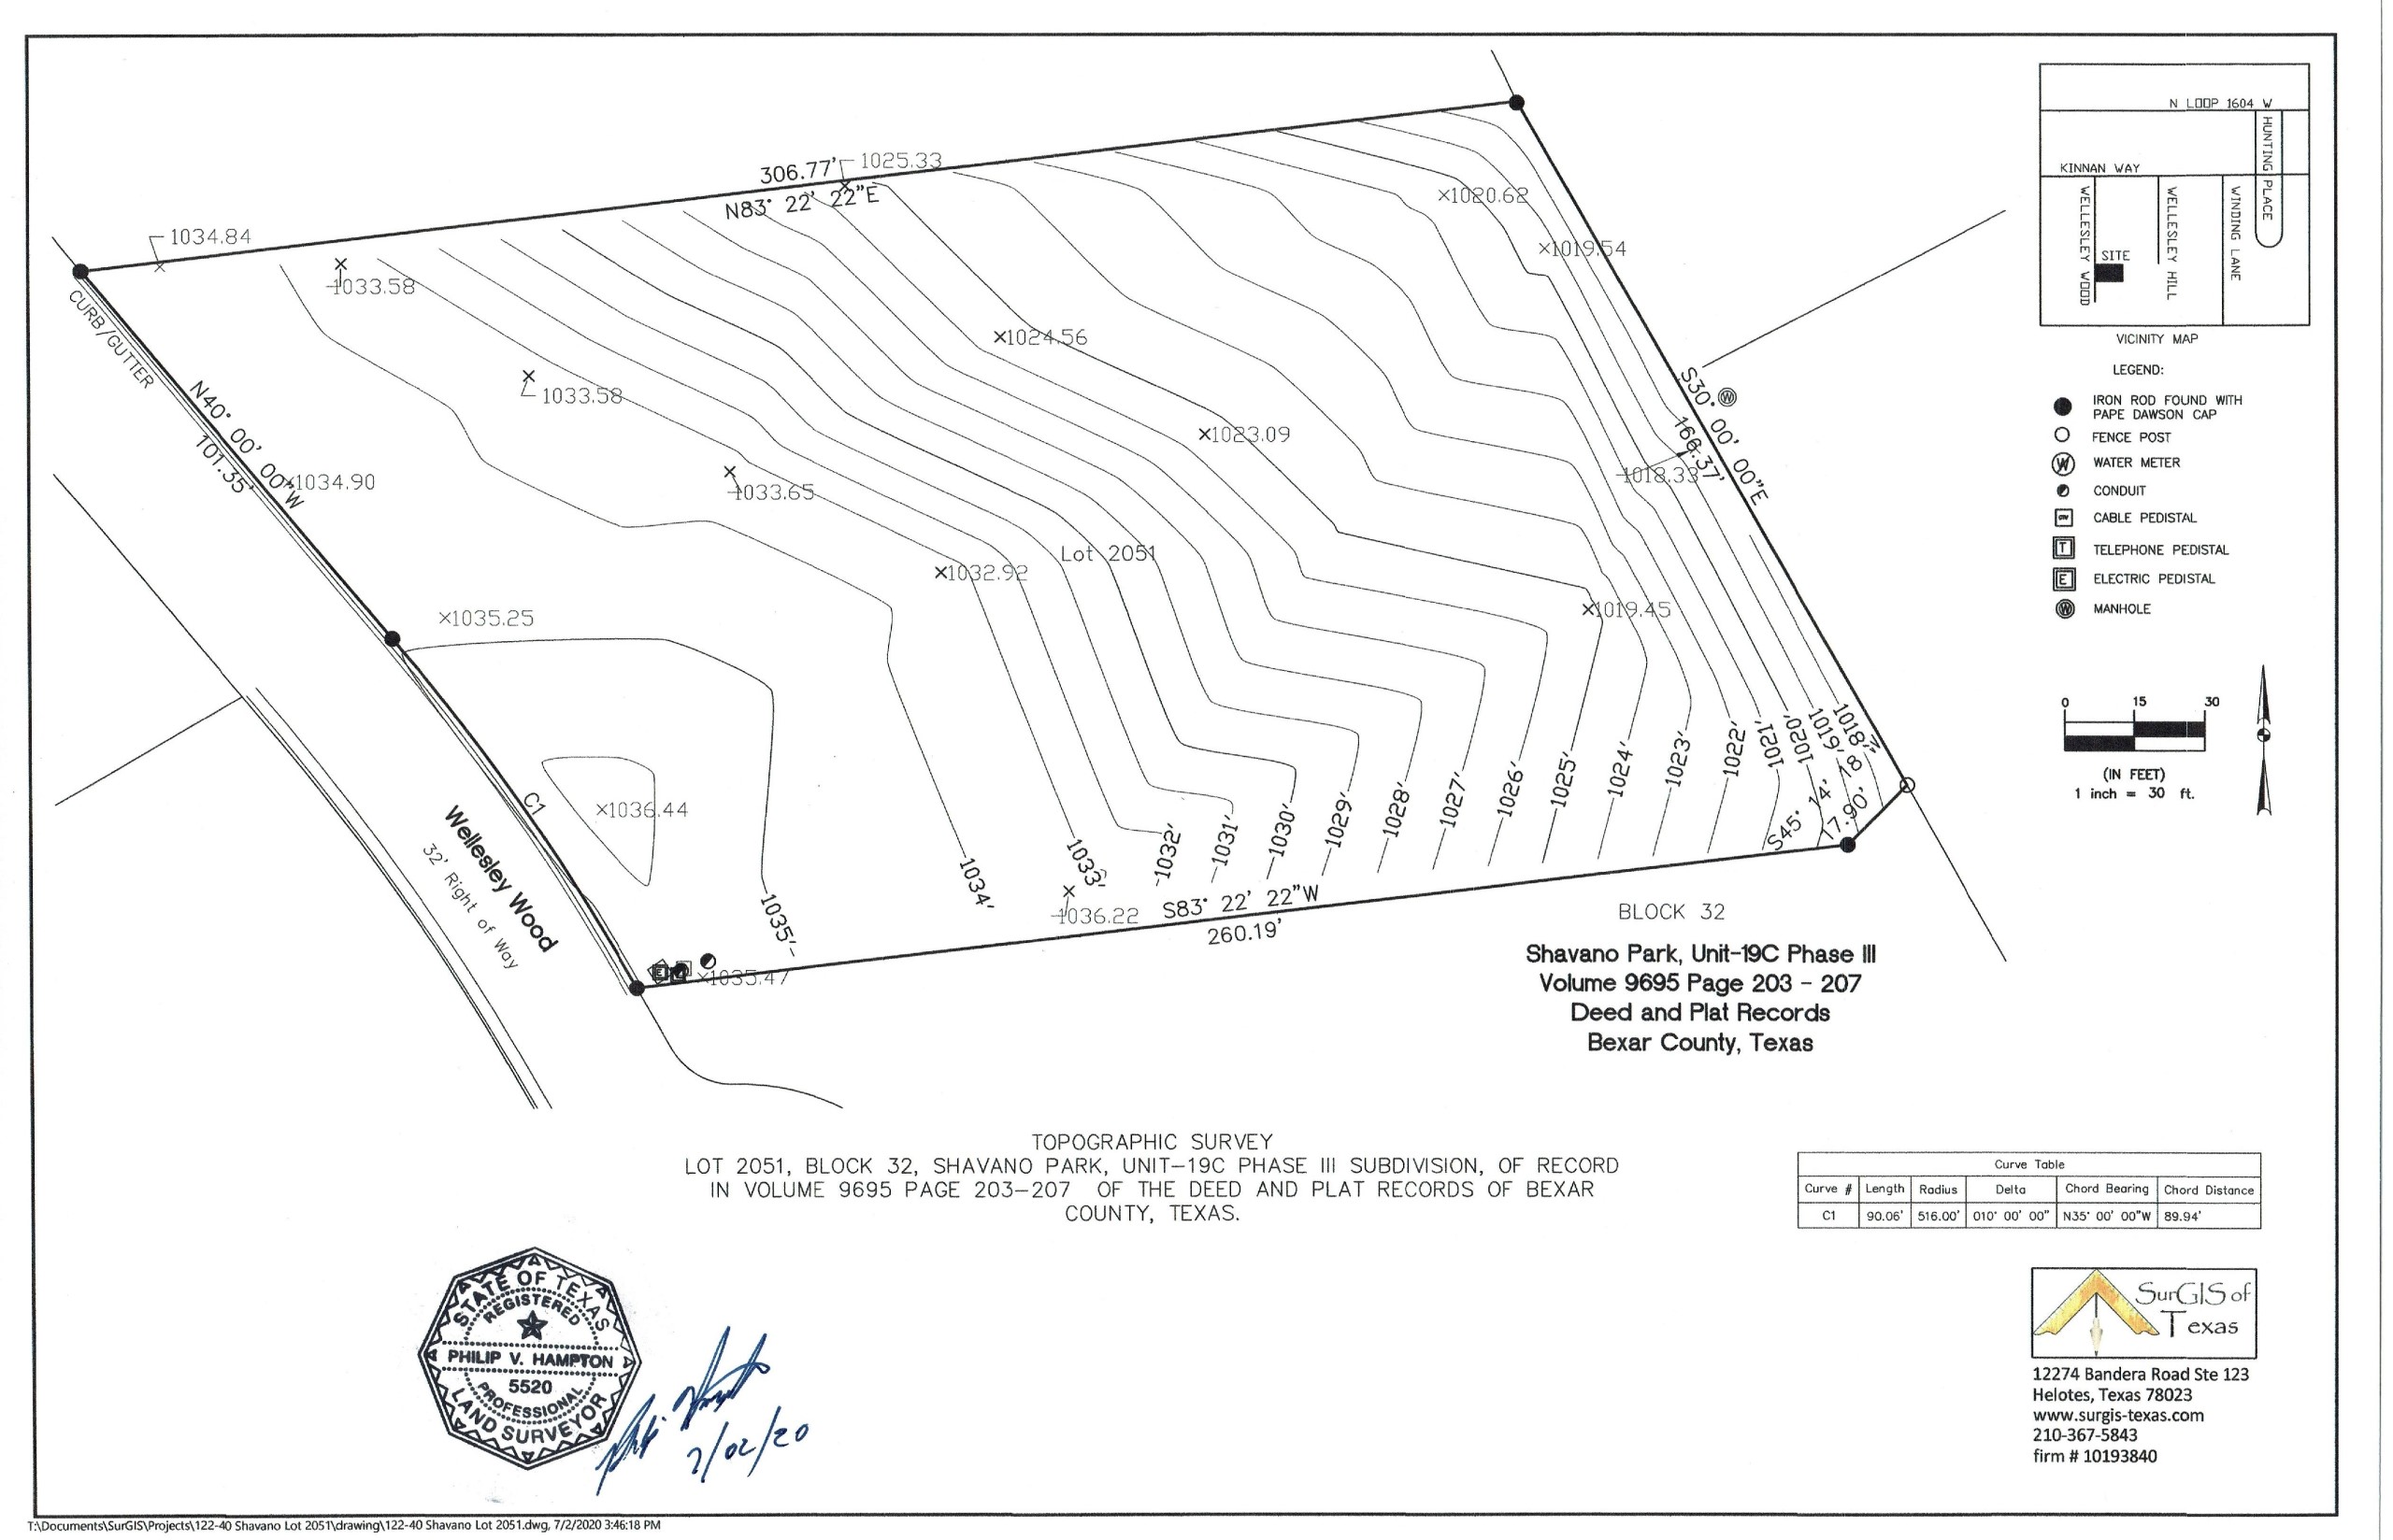 N LOOP 1604 W
HUNTING PLACE
KINNAN WAY
WELLESLEY WOOD
WELLESLEY HILL
WINDING LANE
SITE
VICINITY MAP
LEGEND:
IRON ROD FOUND WITH
PAPE DAWSON CAP
FENCE POST
WATER METER
CONDUIT
CABLE PEDISTAL
T TELEPHONE PEDISTAL
E ELECTRIC PEDISTAL
W MANHOLE
0 15 30
(IN FEET)
1 inch = 30 ft.
306.77'
1025.33
N83° 22' 22"E
1034.84
1033.58
1020.62
1019.54
1024.56
1033.58
CURB/GUTTER
N40° 00' 00"W
101.35'
1034.90
1023.09
S30° 00' 00"E
166.37'
1018.33
1033.65
Lot 2051
1032.92
1035.25
1019.45
C1
1036.44
Wellesley Wood
32' Right of Way
1035'
1034'
1033'
1032'
1031'
1030'
1029'
1028'
1027'
1026'
1025'
1024'
1023'
1022'
1021'
1020'
1019'
1018'
S45° 14' 18"W
17.90'
1036.22
S83° 22' 22"W
260.19'
1035.47
BLOCK 32
Shavano Park, Unit-19C Phase III
Volume 9695 Page 203 - 207
Deed and Plat Records
Bexar County, Texas
TOPOGRAPHIC SURVEY
LOT 2051, BLOCK 32, SHAVANO PARK, UNIT-19C PHASE III SUBDIVISION, OF RECORD
IN VOLUME 9695 PAGE 203-207 OF THE DEED AND PLAT RECORDS OF BEXAR
COUNTY, TEXAS.
Curve Table
Curve # Length Radius Delta Chord Bearing Chord Distance
C1 90.06' 516.00' 010° 00' 00" N35° 00' 00"W 89.94'
STATE OF TEXAS
REGISTERED
PHILIP V. HAMPTON
5520
PROFESSIONAL
LAND SURVEYOR
7/02/20
SurGIS of
Texas
12274 Bandera Road Ste 123
Helotes, Texas 78023
www.surgis-texas.com
210-367-5843
firm # 10193840
T:\Documents\SurGIS\Projects\122-40 Shavano Lot 2051\drawing\122-40 Shavano Lot 2051.dwg, 7/2/2020 3:46:18 PM